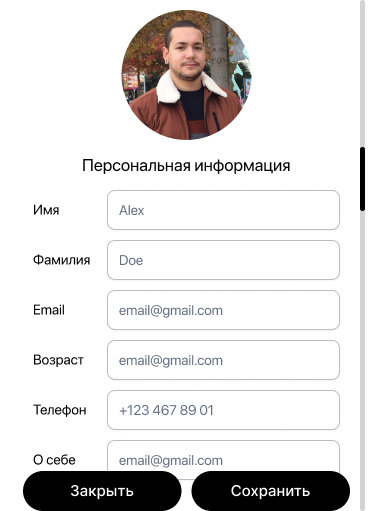 Персональная информация
Имя Alex
Фамилия Doe
Email email@gmail.com
Возраст email@gmail.com
Телефон +123 467 89 01
О себе email@gmail.com
Закрыть Сохранить